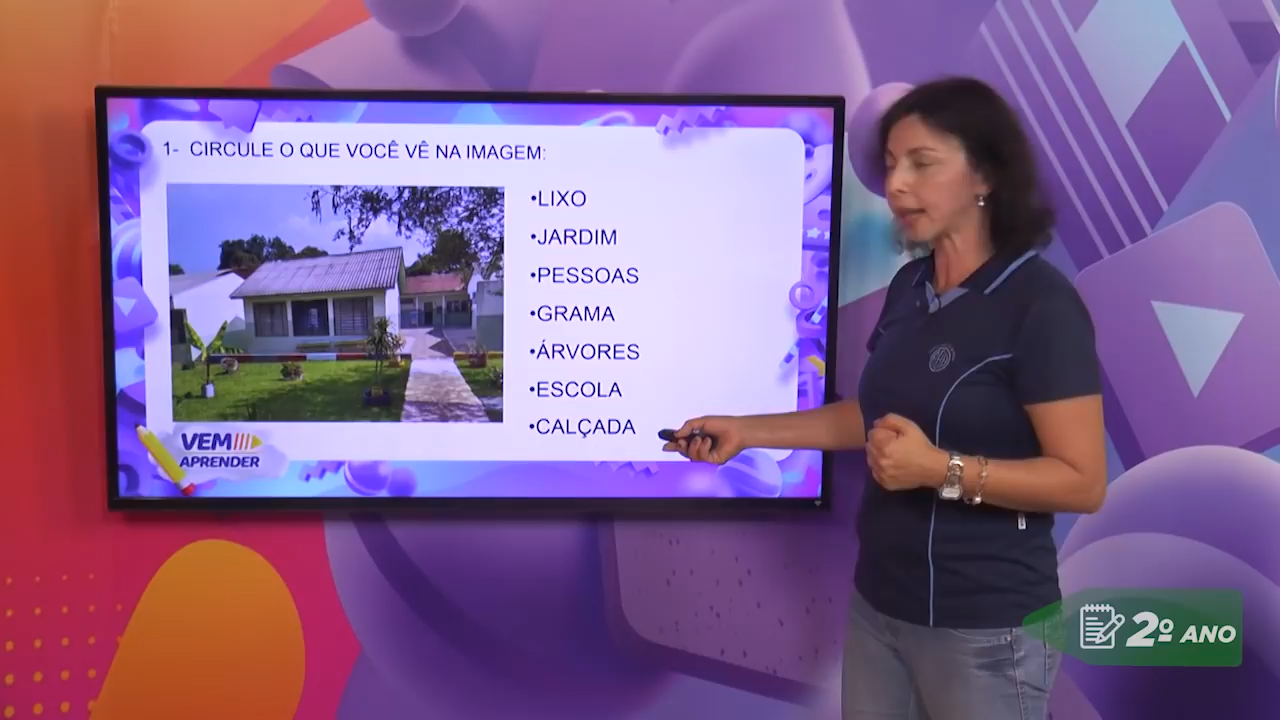 1- CIRCULE O QUE VOCÊ VÊ NA IMAGEM:
•LIXO
•JARDIM
•PESSOAS
•GRAMA
•ÁRVORES
•ESCOLA
•CALÇADA
VEM
APRENDER
2º ANO